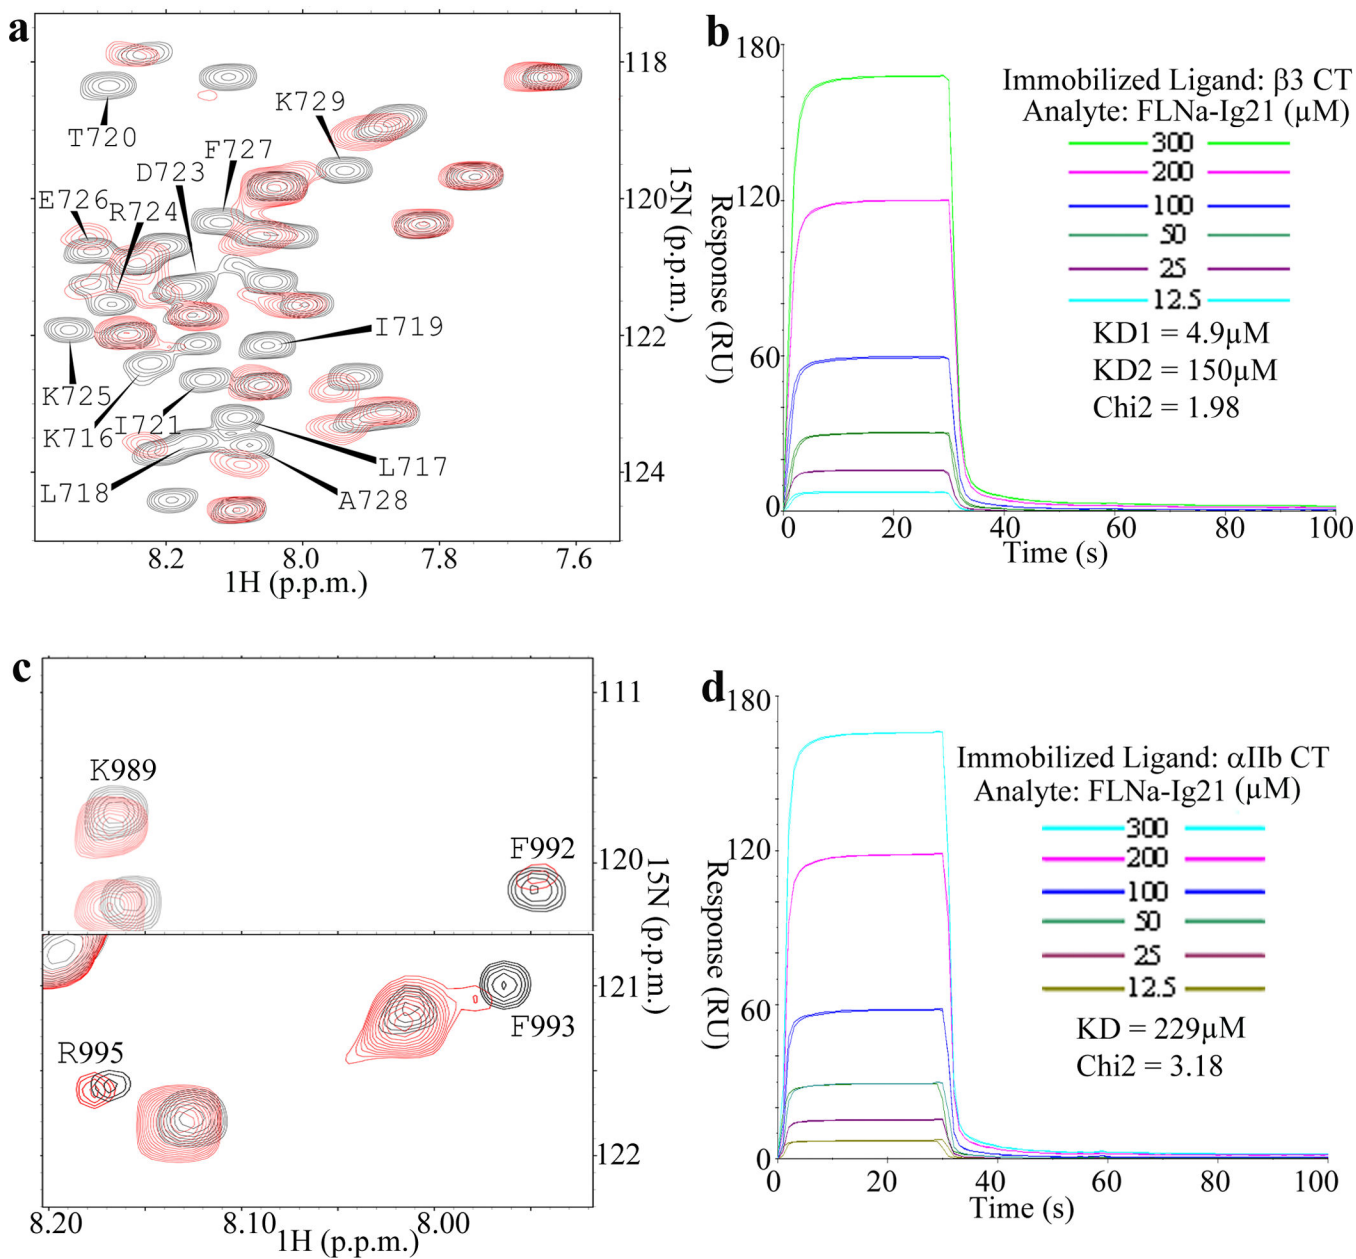 a
118
K729
T720
F727
D723
E726
R724
120
I719
122
K725
K716
I721
L717
L718
A728
124
15N (p.p.m.)
8.2 8.0 7.8 7.6
1H (p.p.m.)
b
180
120
60
0
Response (RU)
0 20 40 60 80 100
Time (s)
Immobilized Ligand: β3 CT
Analyte: FLNa-Ig21 (µM)
300
200
100
50
25
12.5
KD1 = 4.9µM
KD2 = 150µM
Chi2 = 1.98
c
111
K989
F992
120
121
F993
R995
122
15N (p.p.m.)
8.20 8.10 8.00
1H (p.p.m.)
d
180
120
60
0
Response (RU)
0 20 40 60 80 100
Time (s)
Immobilized Ligand: αIIb CT
Analyte: FLNa-Ig21 (µM)
300
200
100
50
25
12.5
KD = 229µM
Chi2 = 3.18